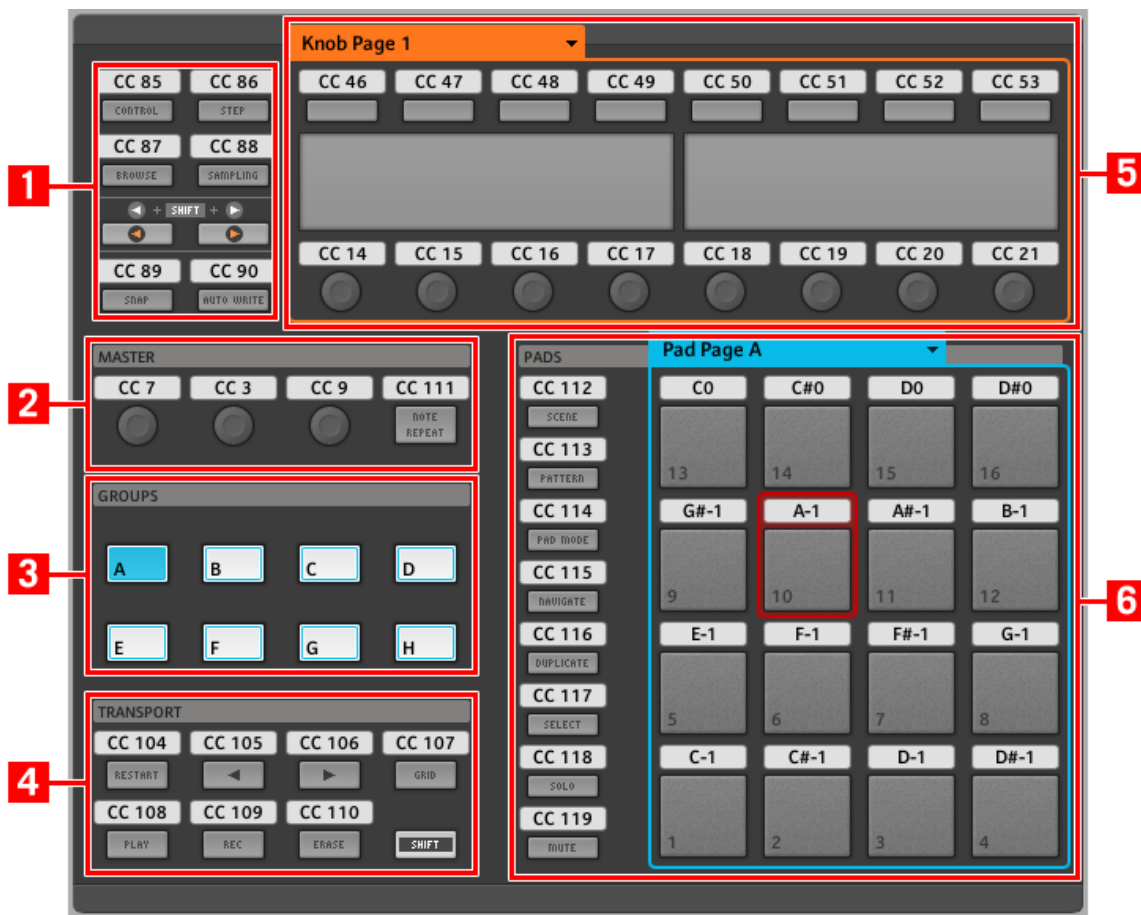 Knob Page 1
CC 85 CC 86
CONTROL STEP
CC 87 CC 88
BROWSE SAMPLING
+ SHIFT +
CC 89 CC 90
SNAP AUTO WRITE
1
CC 46 CC 47 CC 48 CC 49 CC 50 CC 51 CC 52 CC 53
CC 14 CC 15 CC 16 CC 17 CC 18 CC 19 CC 20 CC 21
5
MASTER
CC 7 CC 3 CC 9 CC 111
NOTE
REPEAT
2
GROUPS
A B C D
E F G H
3
TRANSPORT
CC 104 CC 105 CC 106 CC 107
RESTART GRID
CC 108 CC 109 CC 110
PLAY REC ERASE SHIFT
4
PADS
CC 112
SCENE
CC 113
PATTERN
CC 114
PAD MODE
CC 115
NAVIGATE
CC 116
DUPLICATE
CC 117
SELECT
CC 118
SOLO
CC 119
MUTE
Pad Page A
C0 C#0 D0 D#0
13 14 15 16
G#-1 A-1 A#-1 B-1
9 10 11 12
E-1 F-1 F#-1 G-1
5 6 7 8
C-1 C#-1 D-1 D#-1
1 2 3 4
6